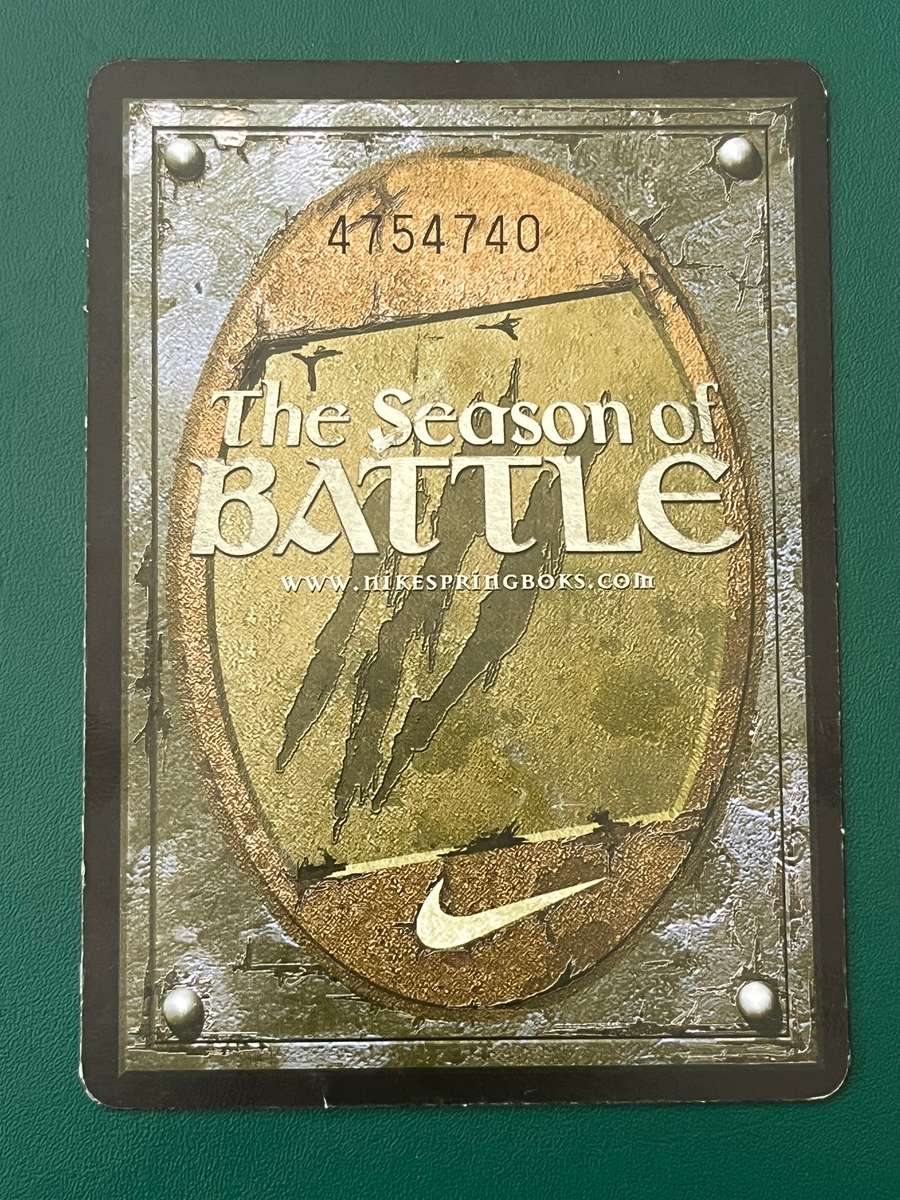 4754740
The Season of
BATTLE
www.nikespringboks.com